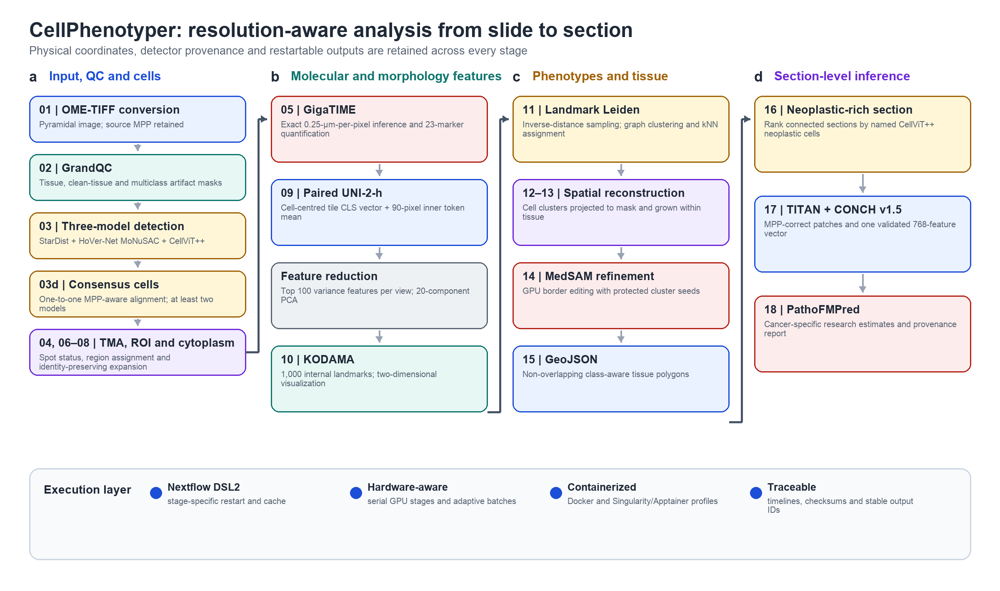 CellPhenotyper: resolution-aware analysis from slide to section
Physical coordinates, detector provenance and restartable outputs are retained across every stage
a Input, QC and cells
01 | OME-TIFF conversion
Pyramidal image; source MPP retained
02 | GrandQC
Tissue, clean-tissue and multiclass artifact masks
03 | Three-model detection
StarDist + HoVer-Net MoNuSAC + CellViT++
03d | Consensus cells
One-to-one MPP-aware alignment; at least two
models
04, 06–08 | TMA, ROI and cytoplasm
Spot status, region assignment and
identity-preserving expansion
b Molecular and morphology features
05 | GigaTIME
Exact 0.25-µm-per-pixel inference and 23-marker
quantification
09 | Paired UNI-2-h
Cell-centred tile CLS vector + 90-pixel inner token
mean
Feature reduction
Top 100 variance features per view; 20-component
PCA
10 | KODAMA
1,000 internal landmarks; two-dimensional
visualization
c Phenotypes and tissue
11 | Landmark Leiden
Inverse-distance sampling; graph clustering and kNN
assignment
12–13 | Spatial reconstruction
Cell clusters projected to mask and grown within
tissue
14 | MedSAM refinement
GPU border editing with protected cluster seeds
15 | GeoJSON
Non-overlapping class-aware tissue polygons
d Section-level inference
16 | Neoplastic-rich section
Rank connected sections by named CellViT++
neoplastic cells
17 | TITAN + CONCH v1.5
MPP-correct patches and one validated 768-feature
vector
18 | PathoFMPred
Cancer-specific research estimates and provenance
report
Execution layer
Nextflow DSL2
stage-specific restart and cache
Hardware-aware
serial GPU stages and adaptive batches
Containerized
Docker and Singularity/Apptainer profiles
Traceable
timelines, checksums and stable output
IDs